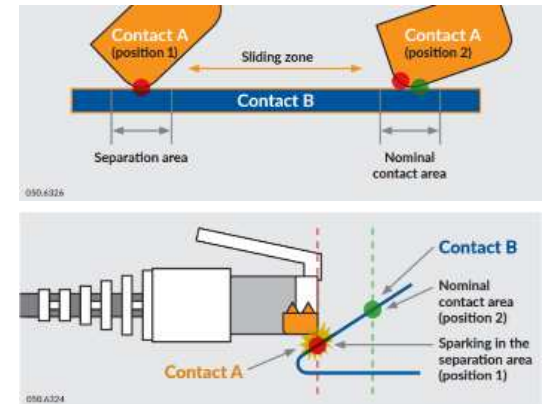 Contact A
(position 1)
Sliding zone
Contact A
(position 2)
Contact B
Separation area
Nominal
contact area
050.6326
Contact B
Nominal
contact area
(position 2)
Sparking in the
separation area
(position 1)
Contact A
050.6324